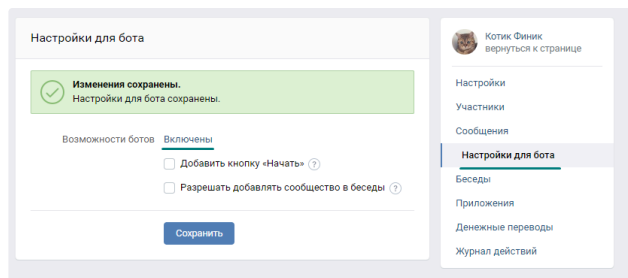 Настройки для бота
Изменения сохранены.
Настройки для бота сохранены.
Возможности ботов Включены
Добавить кнопку «Начать» ?
Разрешать добавлять сообщество в беседы ?
Сохранить
Котик Финик
вернуться к странице
Настройки
Участники
Сообщения
Настройки для бота
Беседы
Приложения
Денежные переводы
Журнал действий